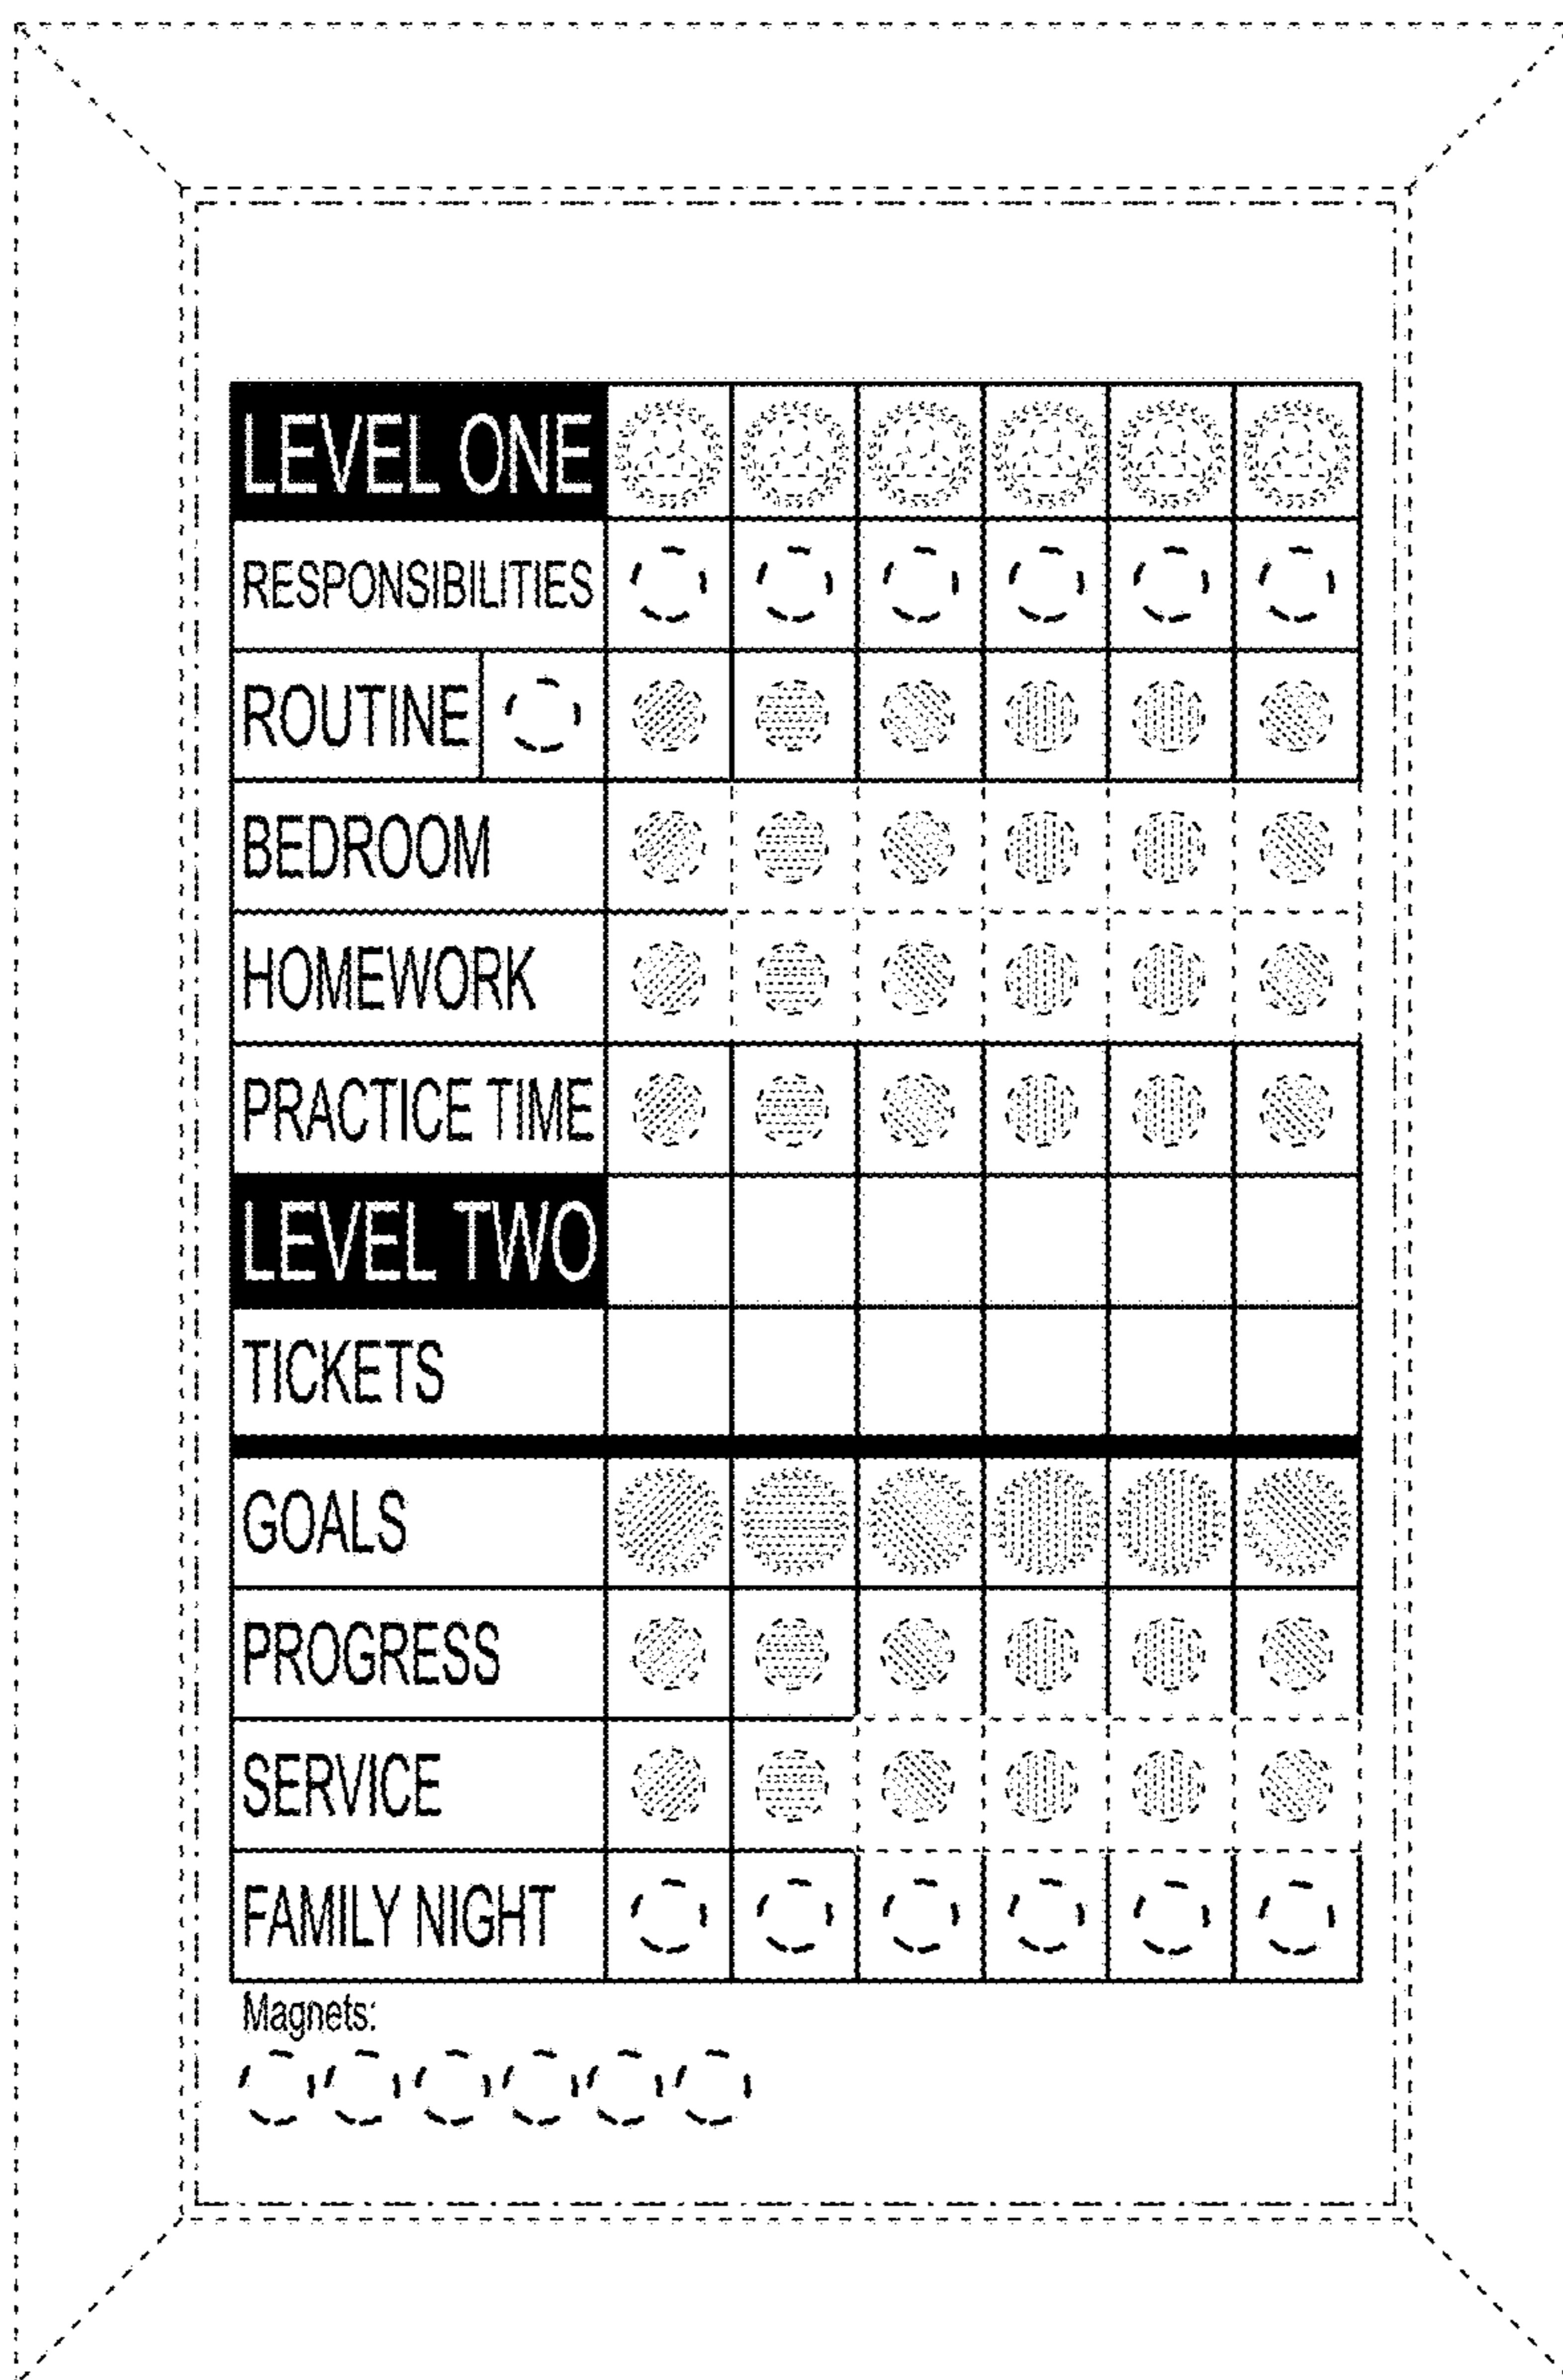 LEVEL ONE
RESPONSIBILITIES
ROUTINE
BEDROOM
HOMEWORK
PRACTICE TIME
LEVEL TWO
TICKETS
GOALS
PROGRESS
SERVICE
FAMILY NIGHT
Magnets: